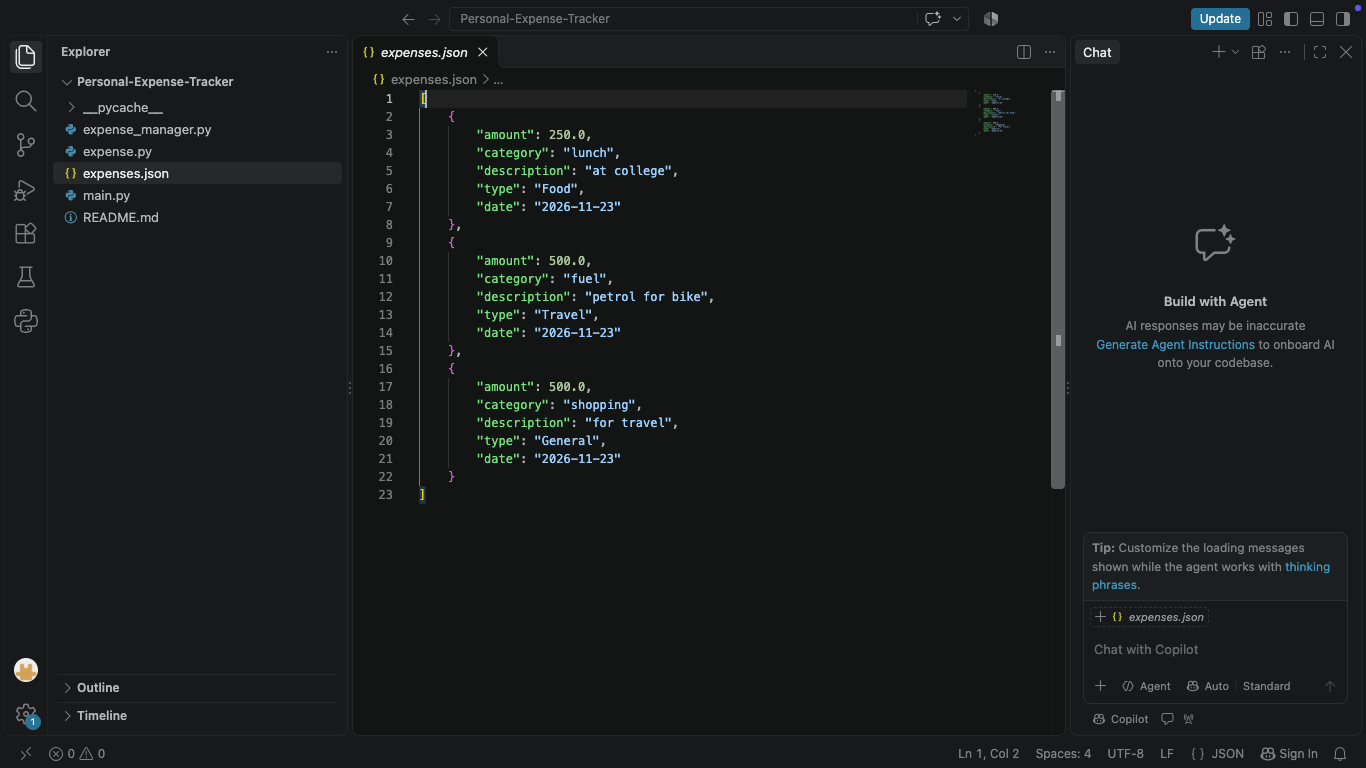 Personal-Expense-Tracker
Update
Explorer
Personal-Expense-Tracker
__pycache__
expense_manager.py
expense.py
expenses.json
main.py
README.md
Outline
Timeline
1
expenses.json
expenses.json > ...
1 [
2 {
3 "amount": 250.0,
4 "category": "lunch",
5 "description": "at college",
6 "type": "Food",
7 "date": "2026-11-23"
8 },
9 {
10 "amount": 500.0,
11 "category": "fuel",
12 "description": "petrol for bike",
13 "type": "Travel",
14 "date": "2026-11-23"
15 },
16 {
17 "amount": 500.0,
18 "category": "shopping",
19 "description": "for travel",
20 "type": "General",
21 "date": "2026-11-23"
22 }
23 ]
Chat
Build with Agent
AI responses may be inaccurate
Generate Agent Instructions to onboard AI
onto your codebase.
Tip: Customize the loading messages
shown while the agent works with thinking
phrases.
expenses.json
Chat with Copilot
Agent Auto Standard
Copilot
0 0
Ln 1, Col 2 Spaces: 4 UTF-8 LF { } JSON Sign In